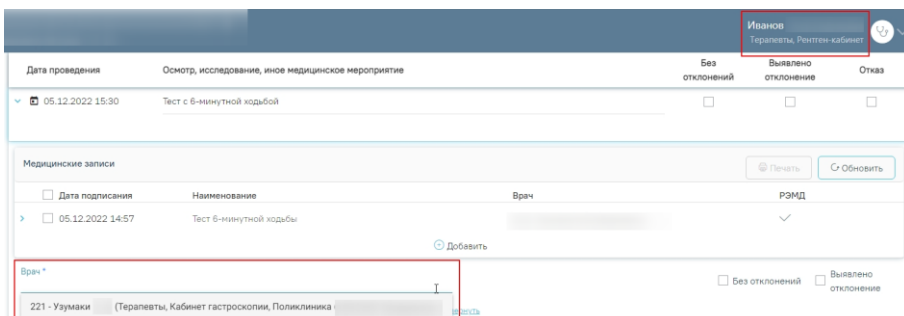 Иванов
Терапевты, Рентген-кабинет
Дата проведения Осмотр, исследование, иное медицинское мероприятие Без отклонений Выявлено отклонение Отказ
05.12.2022 15:30 Тест с 6-минутной ходьбой
Медицинские записи Печать Обновить
Дата подписания Наименование Врач РЭМД
05.12.2022 14:57 Тест 6-минутной ходьбы
Добавить
Врач *
Без отклонений Выявлено отклонение
221 - Узумаки (Терапевты, Кабинет гастроскопии, Поликлиника